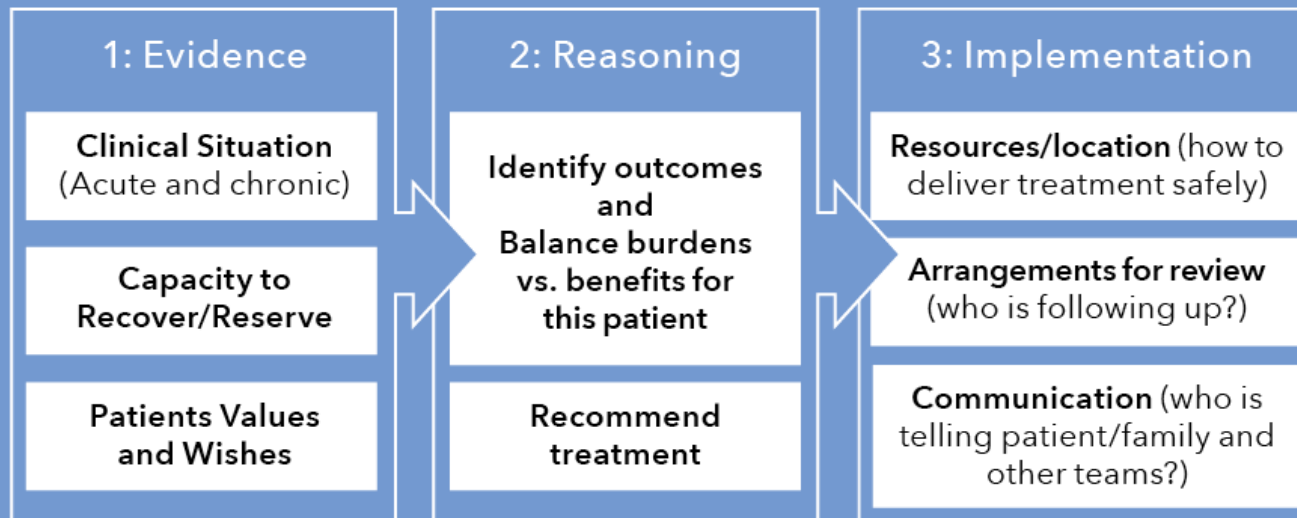 1: Evidence
Clinical Situation
(Acute and chronic)
Capacity to
Recover/Reserve
Patients Values
and Wishes
2: Reasoning
Identify outcomes
and
Balance burdens
vs. benefits for
this patient
Recommend
treatment
3: Implementation
Resources/location (how to
deliver treatment safely)
Arrangements for review
(who is following up?)
Communication (who is
telling patient/family and
other teams?)